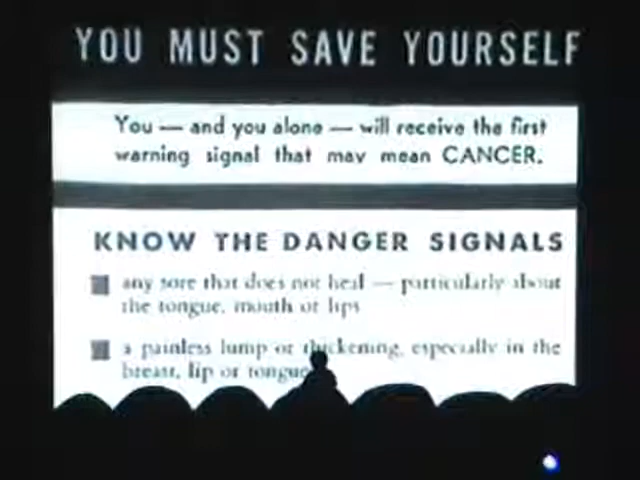 YOU MUST SAVE YOURSELF
You — and you alone — will receive the first
warning signal that may mean CANCER.
KNOW THE DANGER SIGNALS
any sore that does not heal — particularly about
the tongue, mouth or lips
a painless lump or thickening, especially in the
breast, lip or tongue